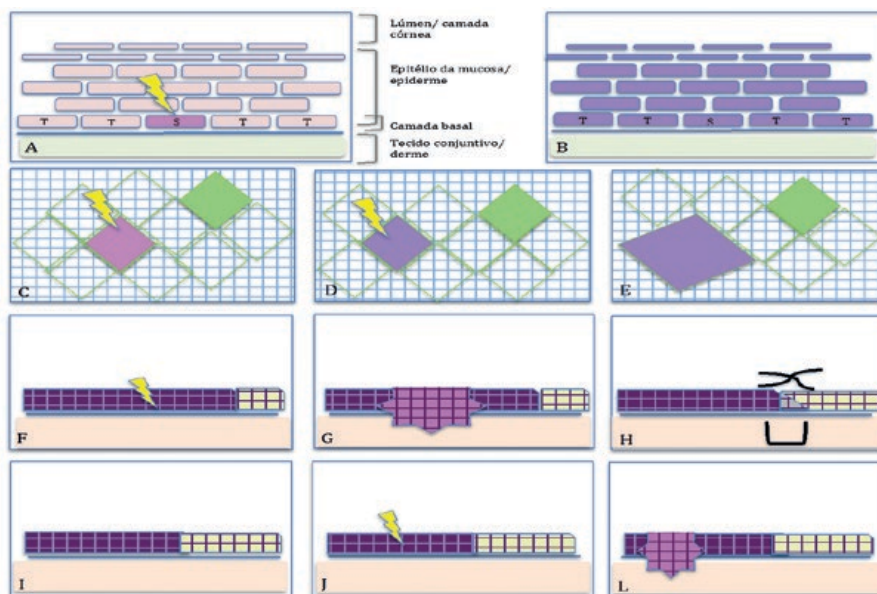 Lúmen/ camada
córnea
Epitélio da mucosa/
epiderme
Camada basal
Tecido conjuntivo/
derme
T T S T T
A
T T S T T
B
C
D
E
F
G
H
I
J
L